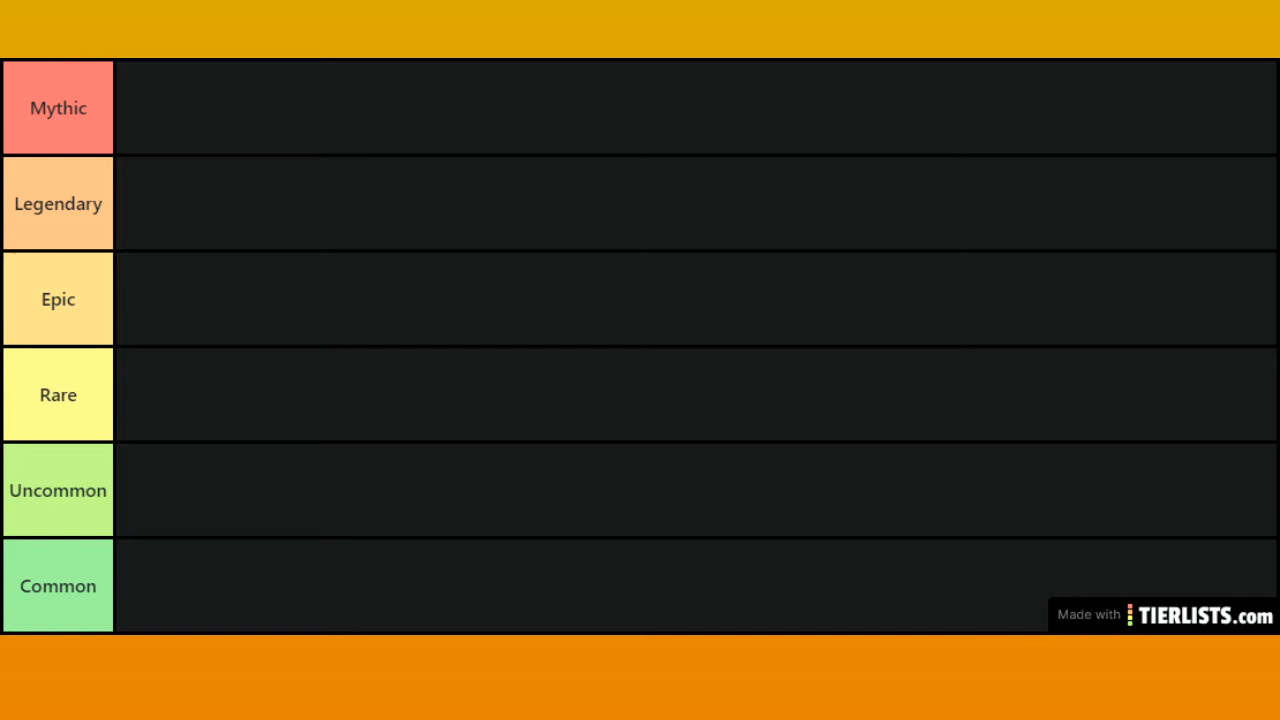 Mythic
Legendary
Epic
Rare
Uncommon
Common
Made with TIERLISTS.com